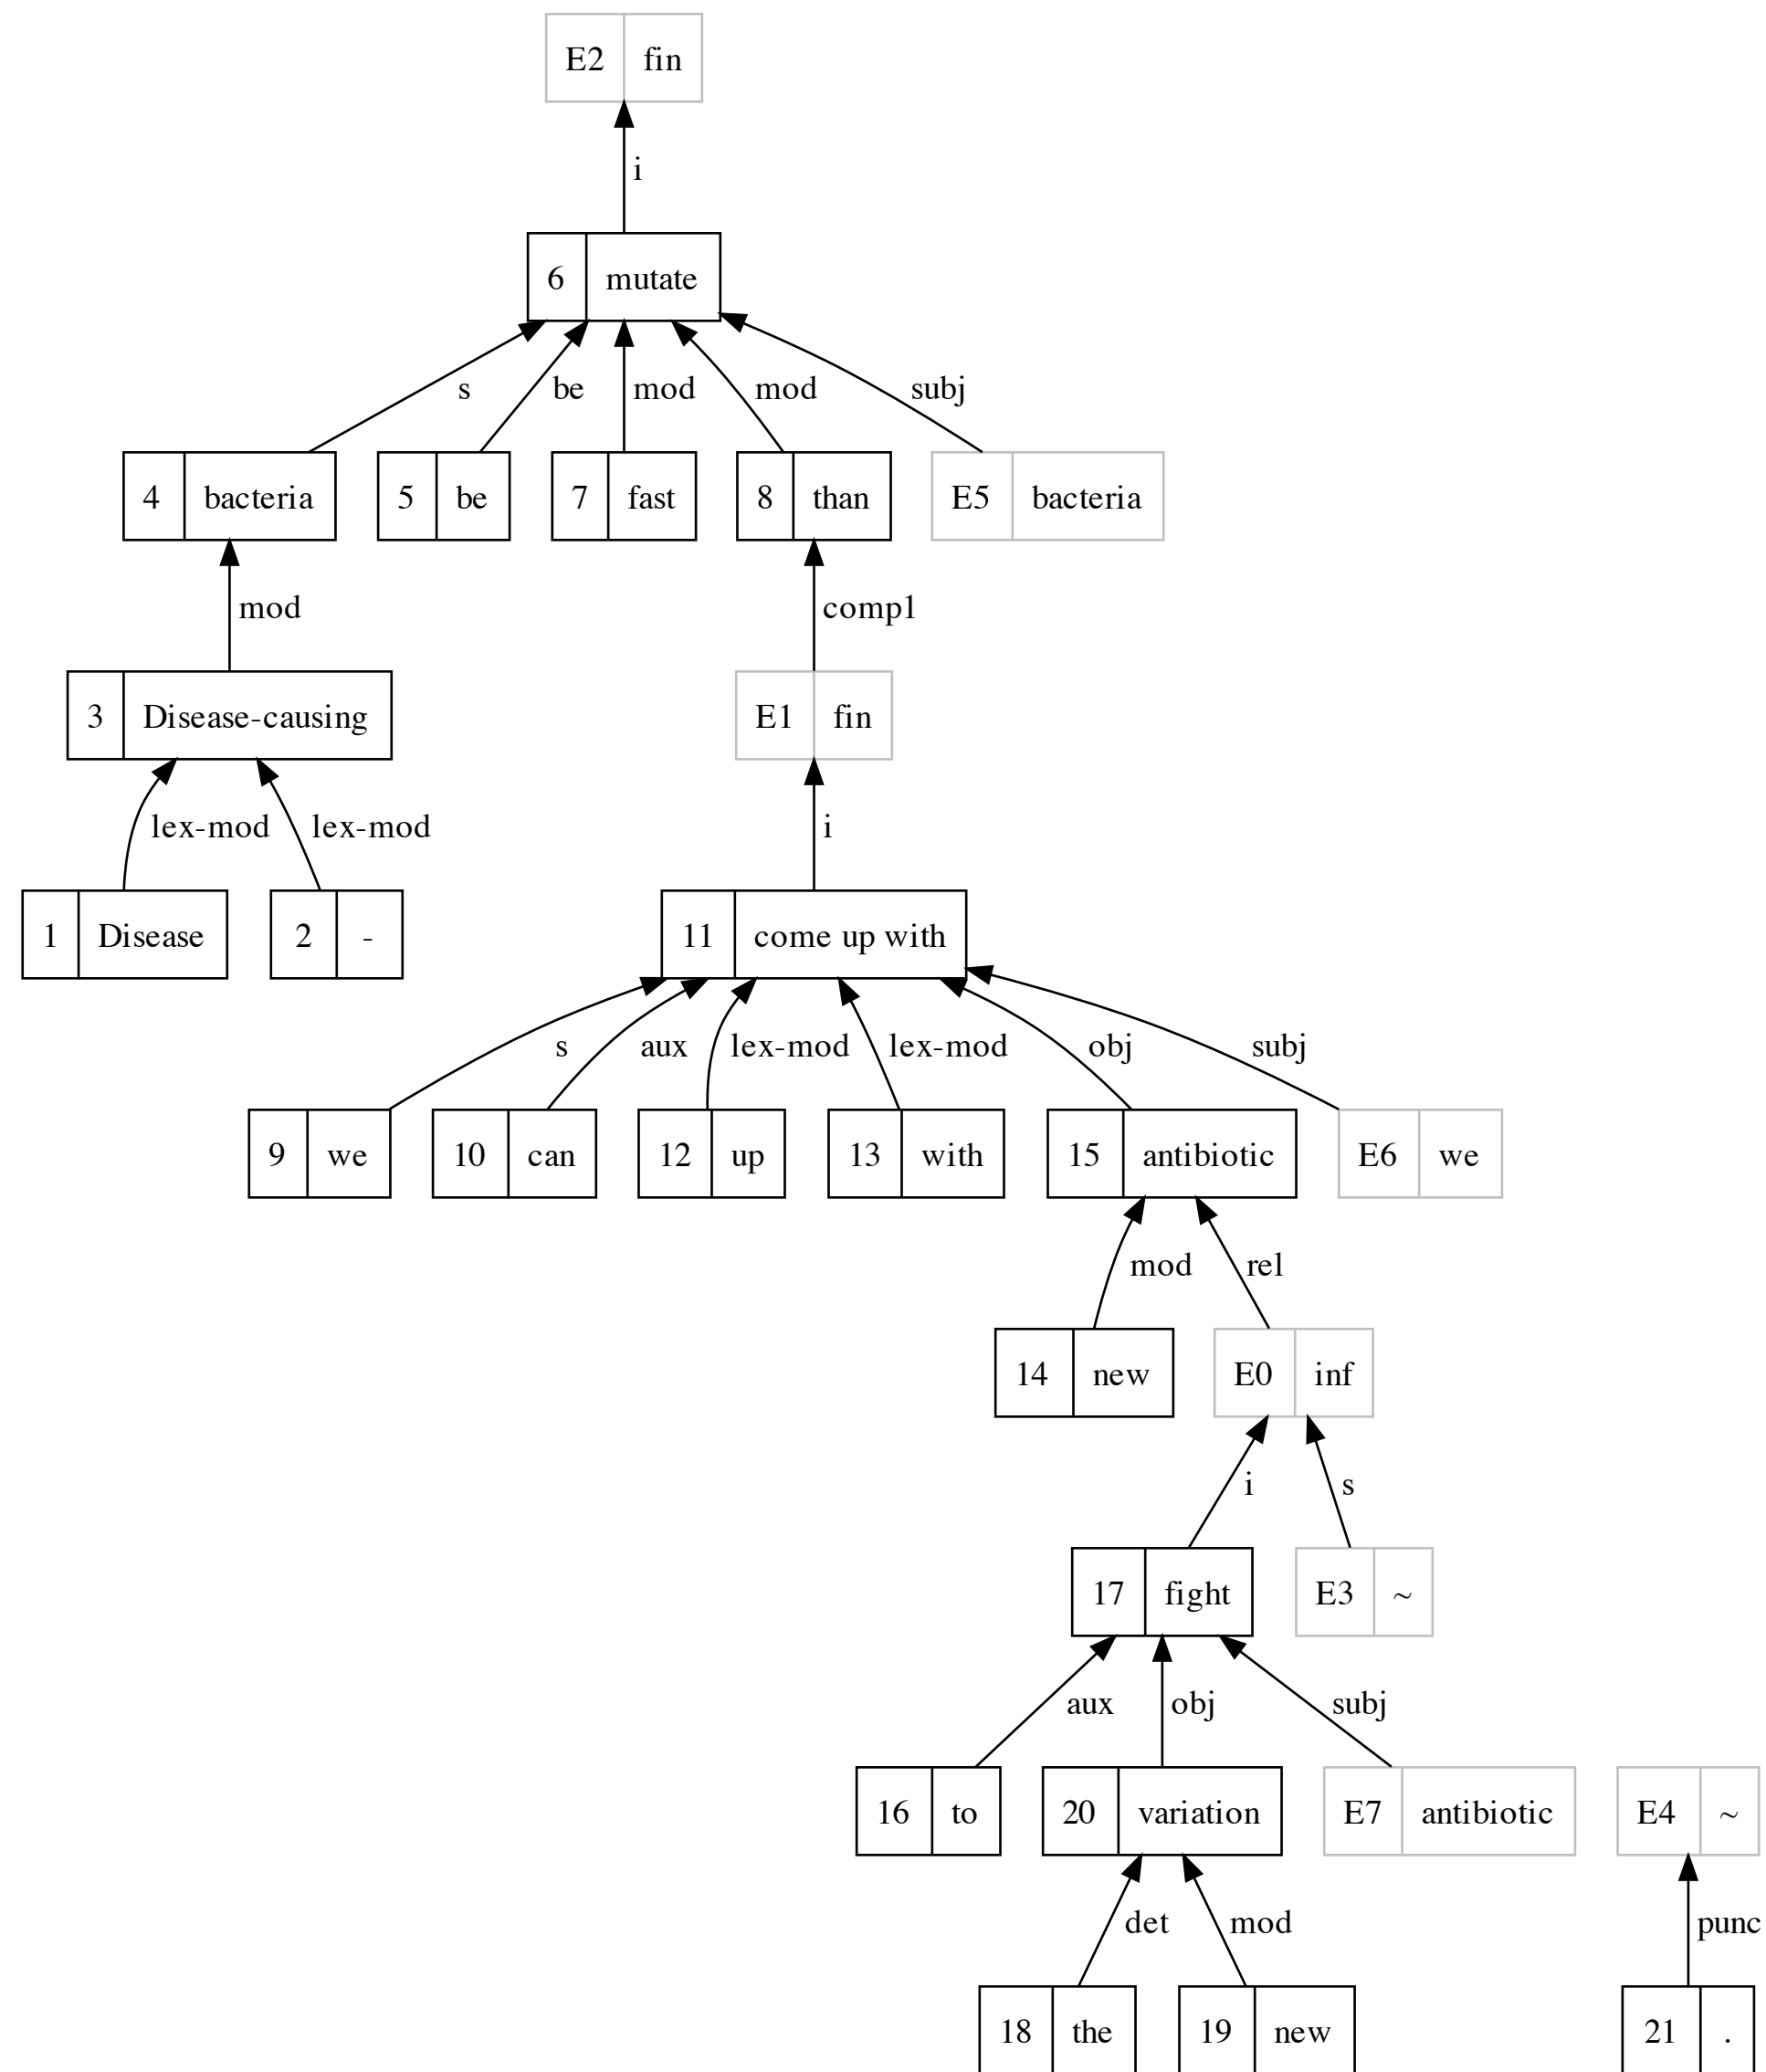 E2 fin
i
6 mutate
s be mod mod subj
4 bacteria 5 be 7 fast 8 than E5 bacteria
mod comp1
3 Disease-causing E1 fin
lex-mod lex-mod i
1 Disease 2 - 11 come up with
s aux lex-mod lex-mod obj subj
9 we 10 can 12 up 13 with 15 antibiotic E6 we
mod rel
14 new E0 inf
i s
17 fight E3 ~
aux obj subj
16 to 20 variation E7 antibiotic E4 ~
det mod punc
18 the 19 new 21 .